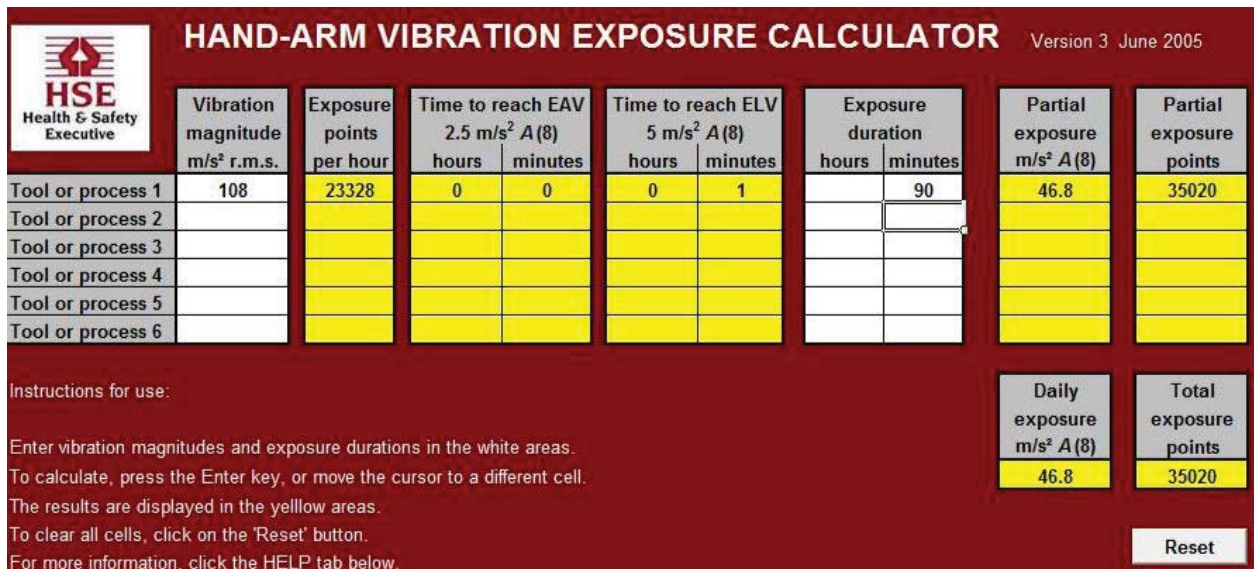 HAND-ARM VIBRATION EXPOSURE CALCULATOR Version 3 June 2005
HSE
Health & Safety
Executive
Vibration magnitude m/s² r.m.s.
Exposure points per hour
Time to reach EAV 2.5 m/s² A(8) hours minutes
Time to reach ELV 5 m/s² A(8) hours minutes
Exposure duration hours minutes
Partial exposure m/s² A(8)
Partial exposure points
Tool or process 1 108 23328 0 0 0 1 90 46.8 35020
Tool or process 2
Tool or process 3
Tool or process 4
Tool or process 5
Tool or process 6
Instructions for use:
Enter vibration magnitudes and exposure durations in the white areas.
To calculate, press the Enter key, or move the cursor to a different cell.
The results are displayed in the yelllow areas.
To clear all cells, click on the 'Reset' button.
For more information, click the HELP tab below.
Daily exposure m/s² A(8)
46.8
Total exposure points
35020
Reset